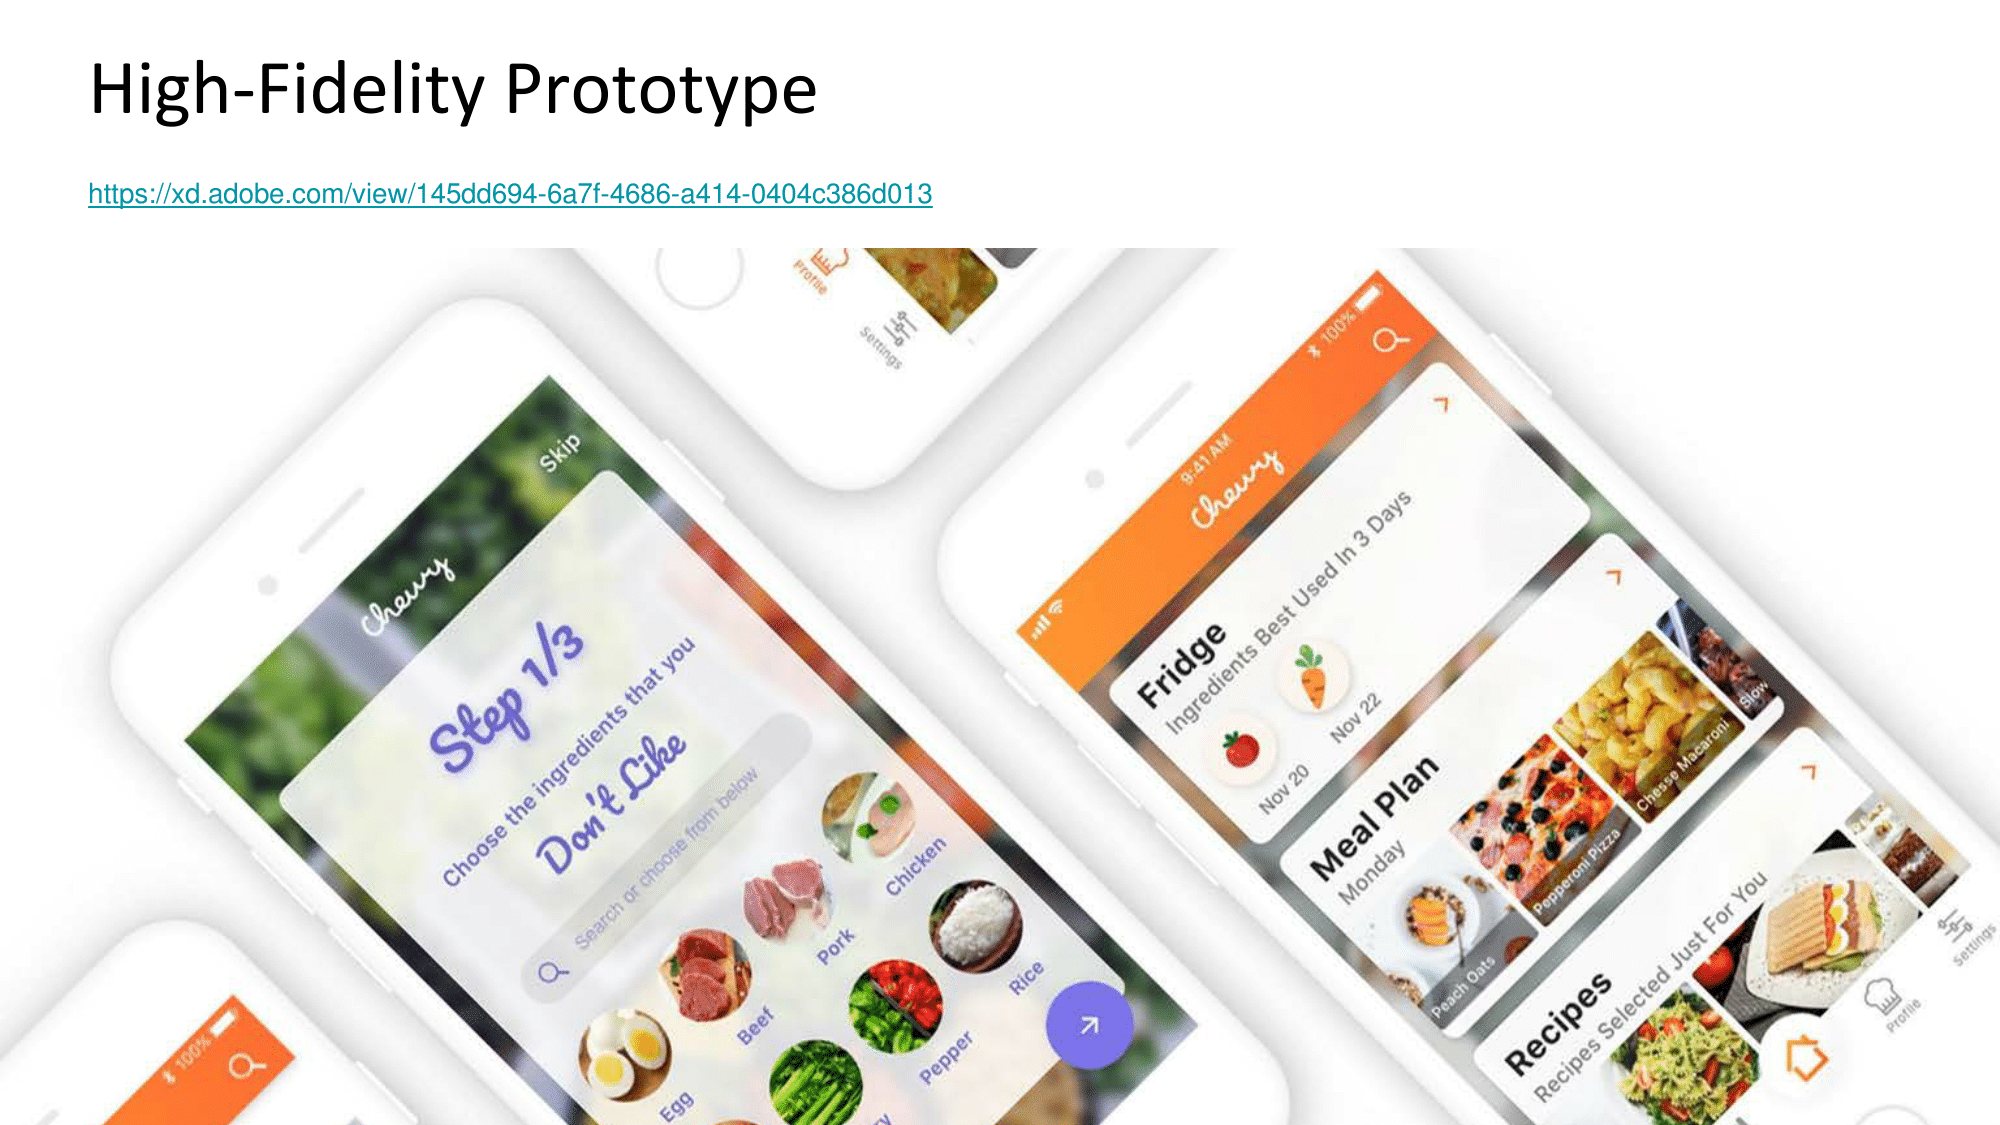 High-Fidelity Prototype
https://xd.adobe.com/view/145dd694-6a7f-4686-a414-0404c386d013
Profile
Settings
Skip
Chewy
Step 1/3
Choose the ingredients that you
Don't Like
Search or choose from below
Egg
Beef
Pork
Chicken
Pepper
Rice
100%
9:41 AM
100%
Chewy
Fridge
Ingredients Best Used In 3 Days
Nov 20
Nov 22
Meal Plan
Monday
Peach Oats
Pepperoni Pizza
Chesse Macaroni
Slow
Recipes
Recipes Selected Just For You
Profile
Settings